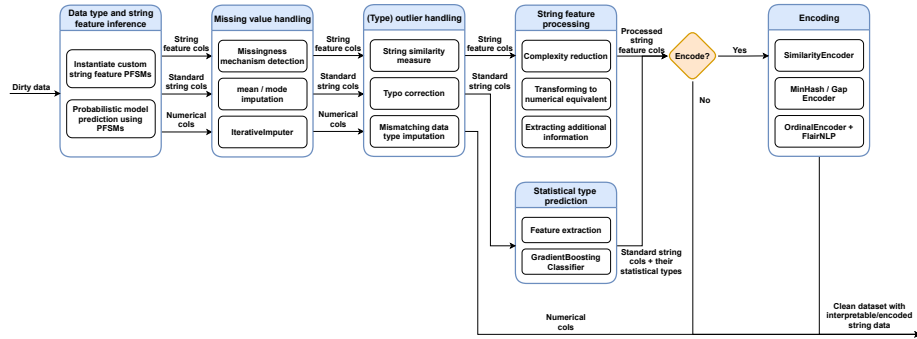 Data type and string
feature inference
Instantiate custom
string feature PFSMs
Probabilistic model
prediction using
PFSMs
Dirty data
String
feature cols
Standard
string cols
Numerical
cols
Missing value handling
Missingness
mechanism detection
mean / mode
imputation
IterativeImputer
String
feature cols
Standard
string cols
Numerical
cols
(Type) outlier handling
String similarity
measure
Typo correction
Mismatching data
type imputation
String
feature cols
Standard
string cols
String feature
processing
Complexity reduction
Transforming to
numerical equivalent
Extracting additional
information
Processed
string
feature cols
Encode?
Yes
No
Encoding
SimilarityEncoder
MinHash / Gap
Encoder
OrdinalEncoder +
FlairNLP
Statistical type
prediction
Feature extraction
GradientBoosting
Classifier
Standard string
cols + their
statistical types
Numerical
cols
Clean dataset with
interpretable/encoded
string data